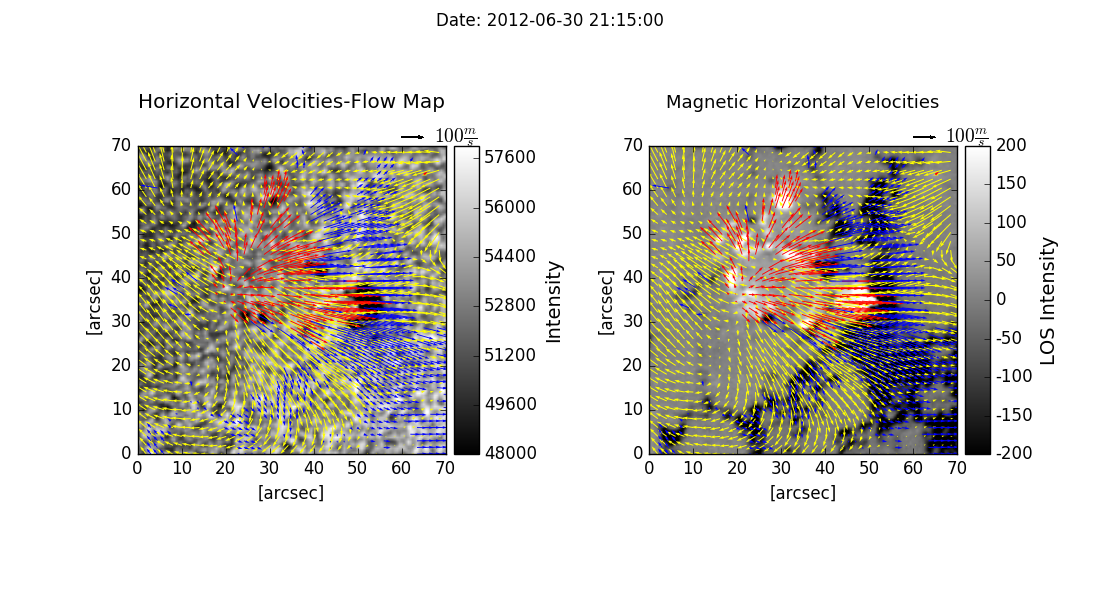 Date: 2012-06-30 21:15:00
Horizontal Velocities-Flow Map
100 m/s
70
60
50
40
30
20
10
0
[arcsec]
0 10 20 30 40 50 60 70
[arcsec]
57600
56000
54400
52800
51200
49600
48000
Intensity
Magnetic Horizontal Velocities
100 m/s
70
60
50
40
30
20
10
0
[arcsec]
0 10 20 30 40 50 60 70
[arcsec]
200
150
100
50
0
-50
-100
-150
-200
LOS Intensity